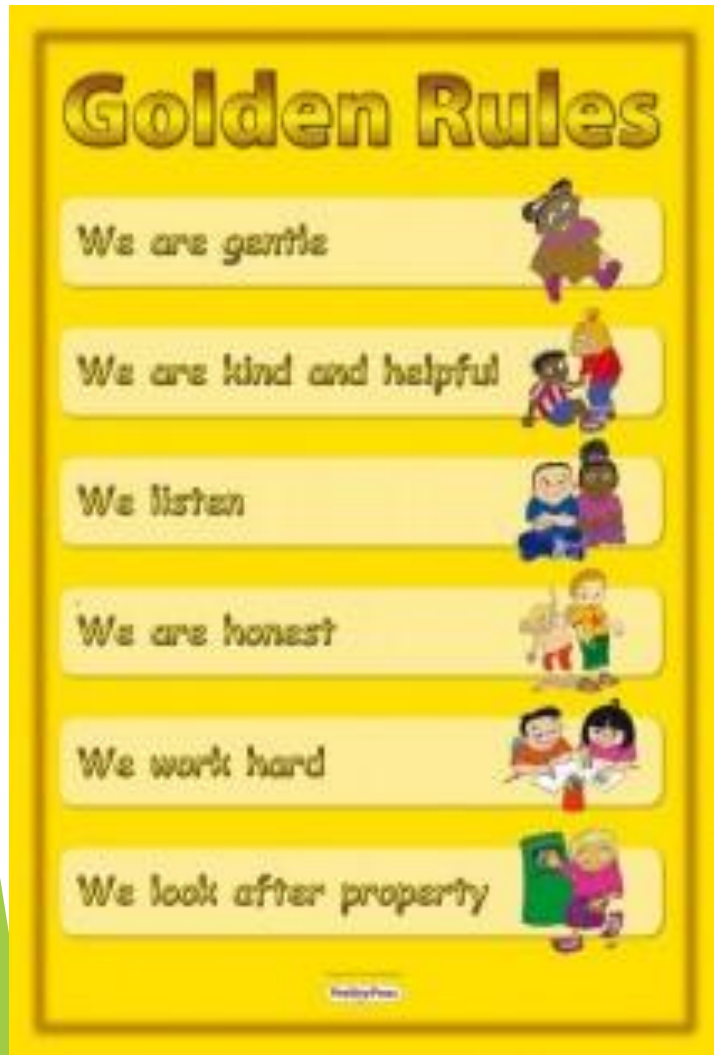 Golden Rules
We are gentle
We are kind and helpful
We listen
We are honest
We work hard
We look after property